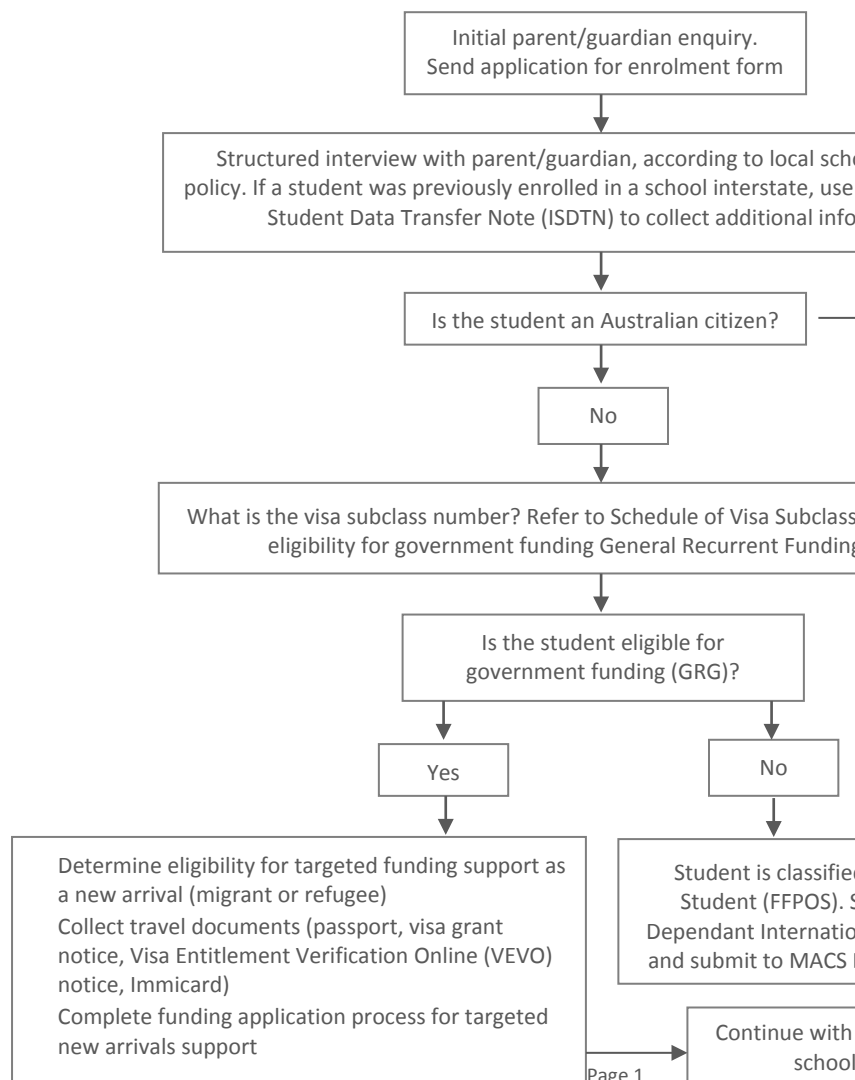 Initial parent/guardian enquiry.
Send application for enrolment form
Structured interview with parent/guardian, according to local
policy. If a student was previously enrolled in a school interstate, use
Student Data Transfer Note (ISDTN) to collect additional
Is the student an Australian citizen?
No
What is the visa subclass number? Refer to Schedule of Visa
eligibility for government funding General Recurrent
Is the student eligible for
government funding (GRG)?
Yes
No
Determine eligibility for targeted funding support as
a new arrival (migrant or refugee)
Collect travel documents (passport, visa grant
notice, Visa Entitlement Verification Online (VEVO)
notice, Immicard)
Complete funding application process for targeted
new arrivals support
Student is
Student (FFPOS).
Dependant
and submit to MACS
Continue with
school
Page 1